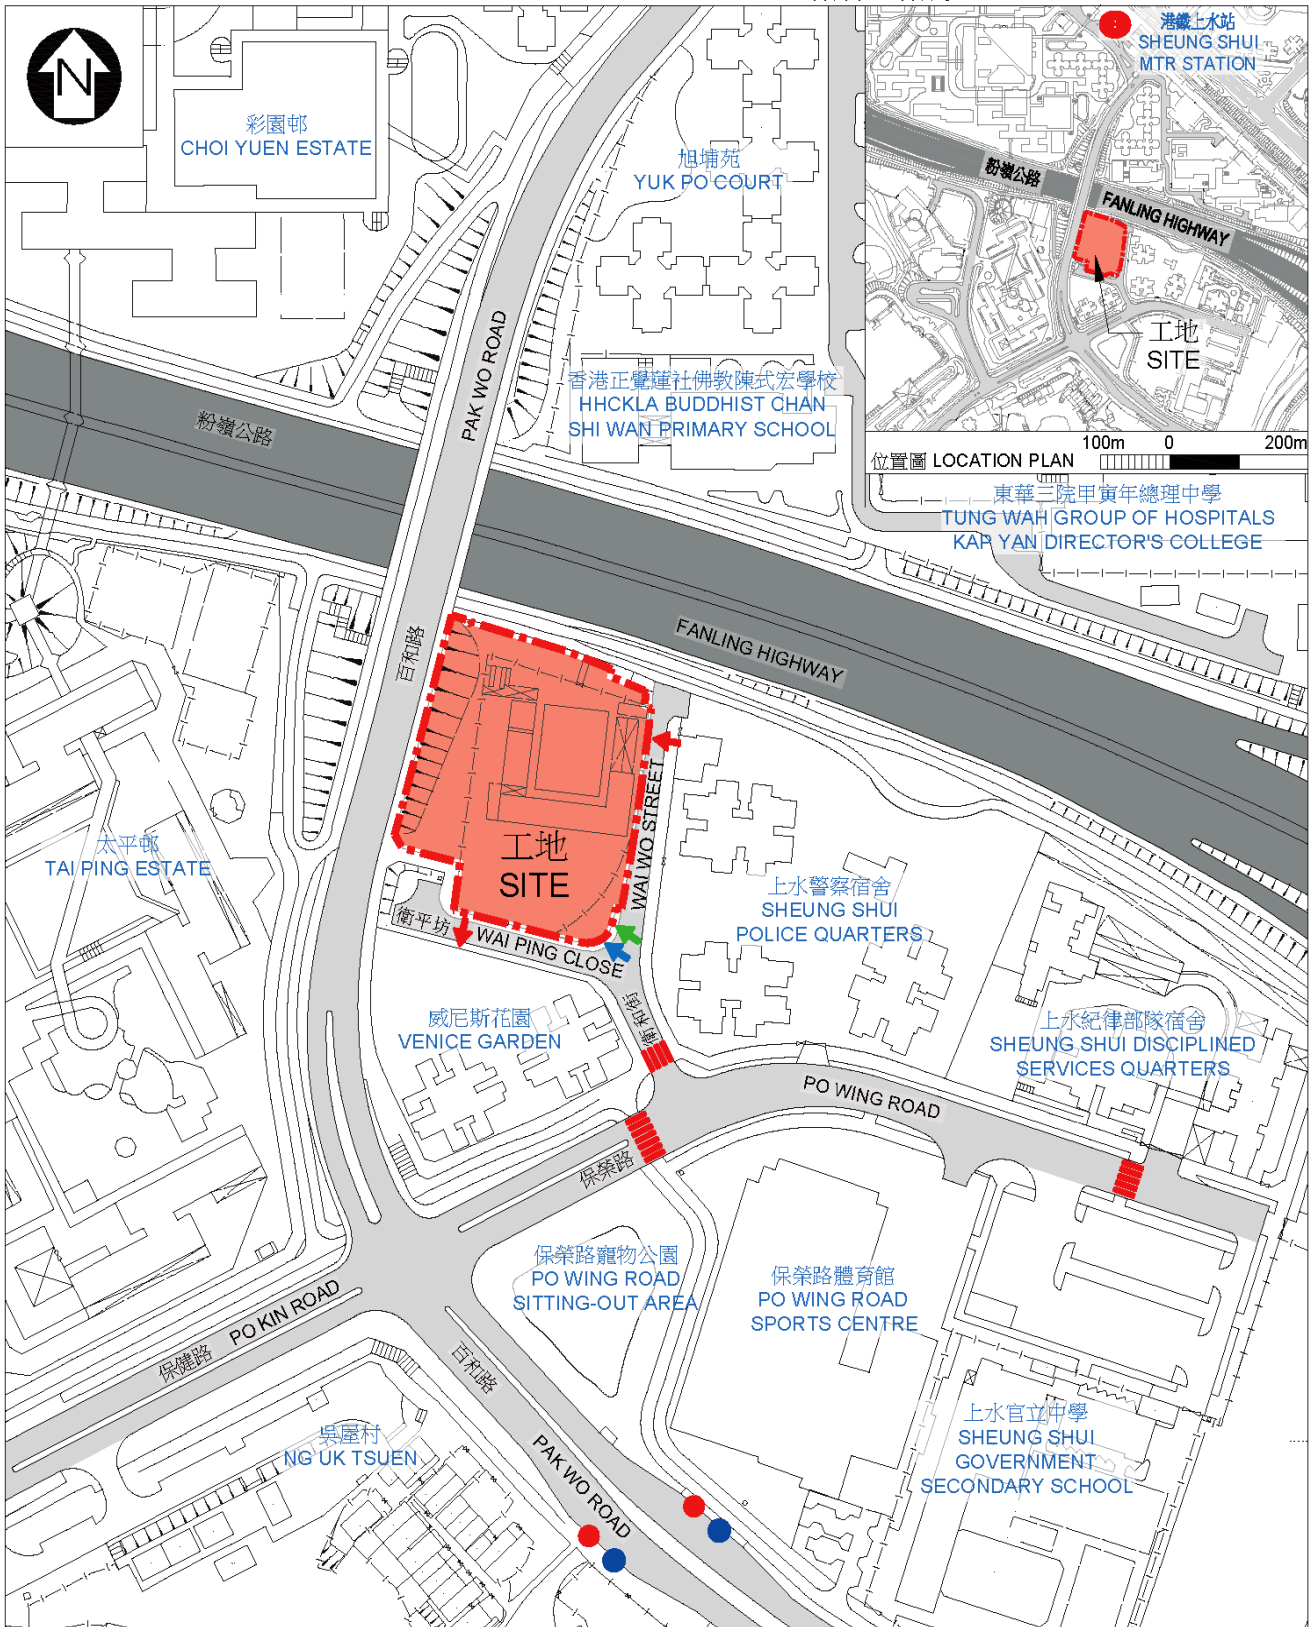 N
彩園邨
CHOI YUEN ESTATE
旭埔苑
YUK PO COURT
港鐵上水站
SHEUNG SHUI
MTR STATION
粉嶺公路
FANLING HIGHWAY
工地
SITE
100m 0 200m
位置圖 LOCATION PLAN
PAK WO ROAD
香港正覺蓮社佛教陳式宏學校
HHCKLA BUDDHIST CHAN
SHI WAN PRIMARY SCHOOL
粉嶺公路
東華三院甲寅年總理中學
TUNG WAH GROUP OF HOSPITALS
KAP YAN DIRECTOR'S COLLEGE
百和路
FANLING HIGHWAY
太平邨
TAI PING ESTATE
工地
SITE
WAI WO STREET
上水警察宿舍
SHEUNG SHUI
POLICE QUARTERS
衛平坊
WAI PING CLOSE
衛和街
威尼斯花園
VENICE GARDEN
上水紀律部隊宿舍
SHEUNG SHUI DISCIPLINED
SERVICES QUARTERS
PO WING ROAD
保榮路
保榮路寵物公園
PO WING ROAD
SITTING-OUT AREA
保榮路體育館
PO WING ROAD
SPORTS CENTRE
保健路
PO KIN ROAD
百和路
PAK WO ROAD
吳屋村
NG UK TSUEN
上水官立中學
SHEUNG SHUI
GOVERNMENT
SECONDARY SCHOOL